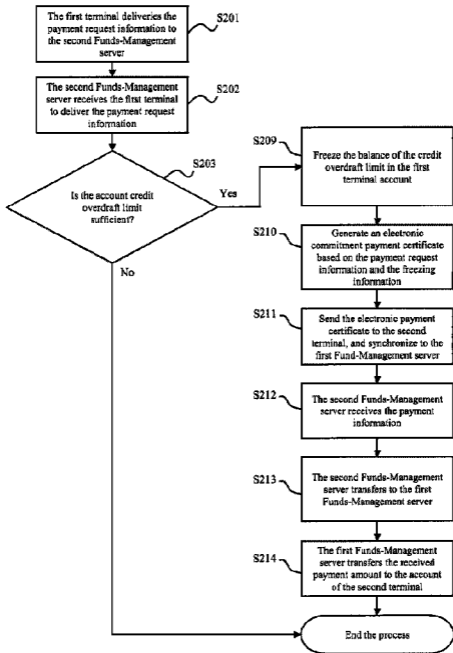 The first terminal deliveries the
payment request information to
the second Funds-Management
server
S201
The second Funds-Management
server receives the first terminal
to deliver the payment request
information
S202
S203
Is the account credit
overdraft limit
sufficient?
Yes
No
S209
Freeze the balance of the credit
overdraft limit in the first
terminal account
S210
Generate an electronic
commitment payment certificate
based on the payment request
information and the freezing
information
S211
Send the electronic payment
certificate to the second
terminal, and synchronize to the
first Fund-Management server
S212
The second Funds-Management
server receives the payment
information
S213
The second Funds-Management
server transfers to the first
Funds-Management server
S214
The first Funds-Management
server transfers the received
payment amount to the account
of the second terminal
End the process